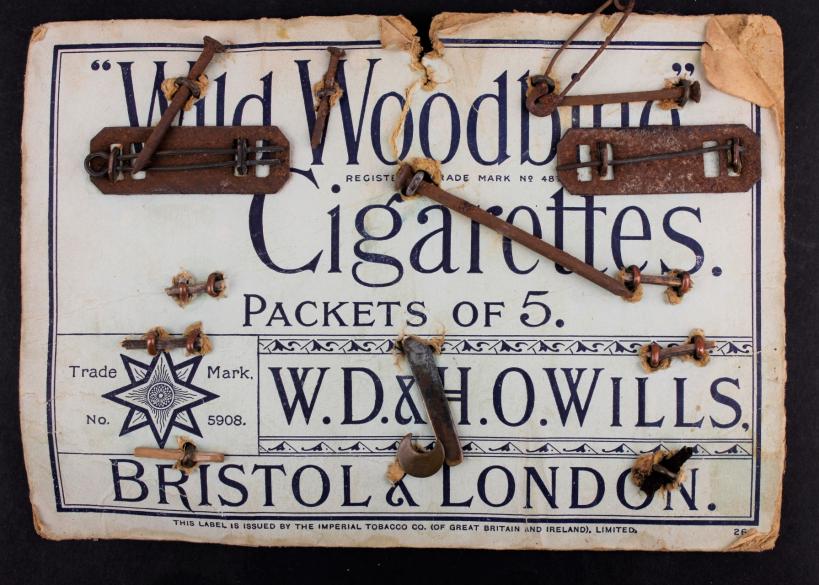 “Wild Woodbine”
REGISTERED TRADE MARK No 48
Cigarettes.
PACKETS OF 5.
Trade Mark,
No. 5908.
W.D.& H.O.WILLS,
BRISTOL & LONDON.
THIS LABEL IS ISSUED BY THE IMPERIAL TOBACCO CO. (OF GREAT BRITAIN AND IRELAND), LIMITED.